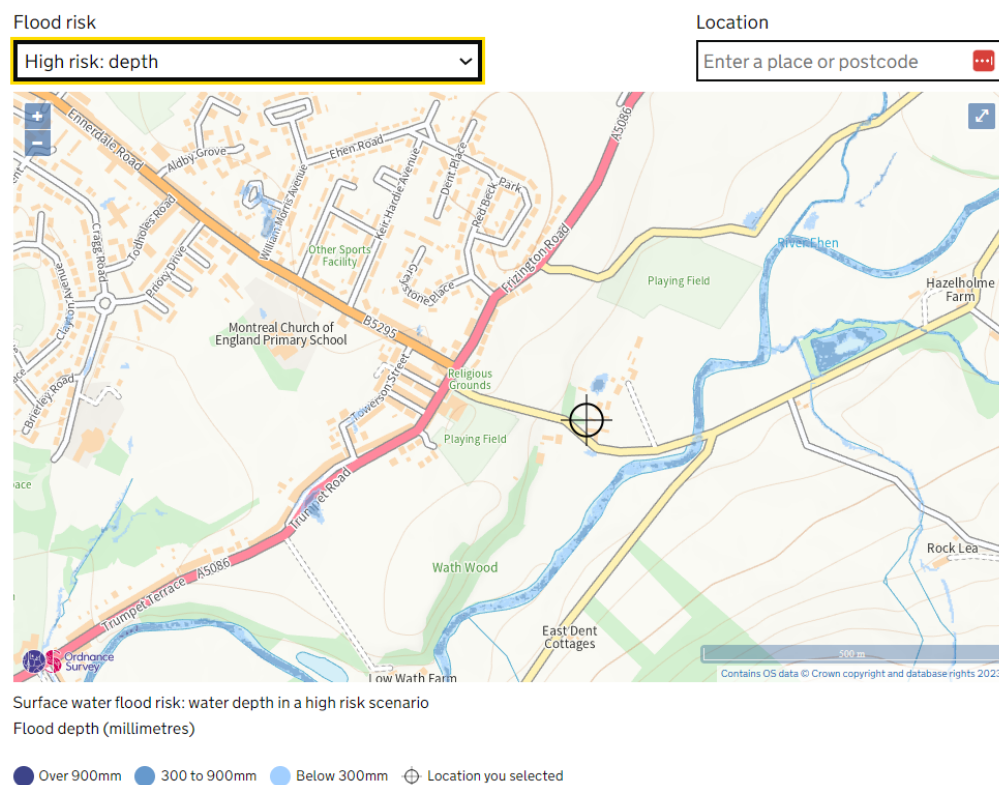 Flood risk
Location
High risk: depth
Enter a place or postcode
Ennerdale Road
Aldby Grove
Ehen Road
A5086
Dent Place
Park
Red Beck
Keir Hardie Avenue
William Morris Avenue
Todholes Road
Cragg Road
Priory Drive
Clayton Avenue
Other Sports
Facility
Grey
stone Place
Frizington Road
River Ehen
Playing Field
Hazelholme
Farm
Montreal Church of
England Primary School
B5295
Religious
Grounds
Towerson Street
Brierley Road
Playing Field
Trumpet Road
Wath Wood
Rock Lea
A5086
Trumpet Terrace
East Dent
Cottages
Ordnance
Survey
Low Wath Farm
500 m
Contains OS data © Crown copyright and database rights 2023
Surface water flood risk: water depth in a high risk scenario
Flood depth (millimetres)
Over 900mm
300 to 900mm
Below 300mm
Location you selected